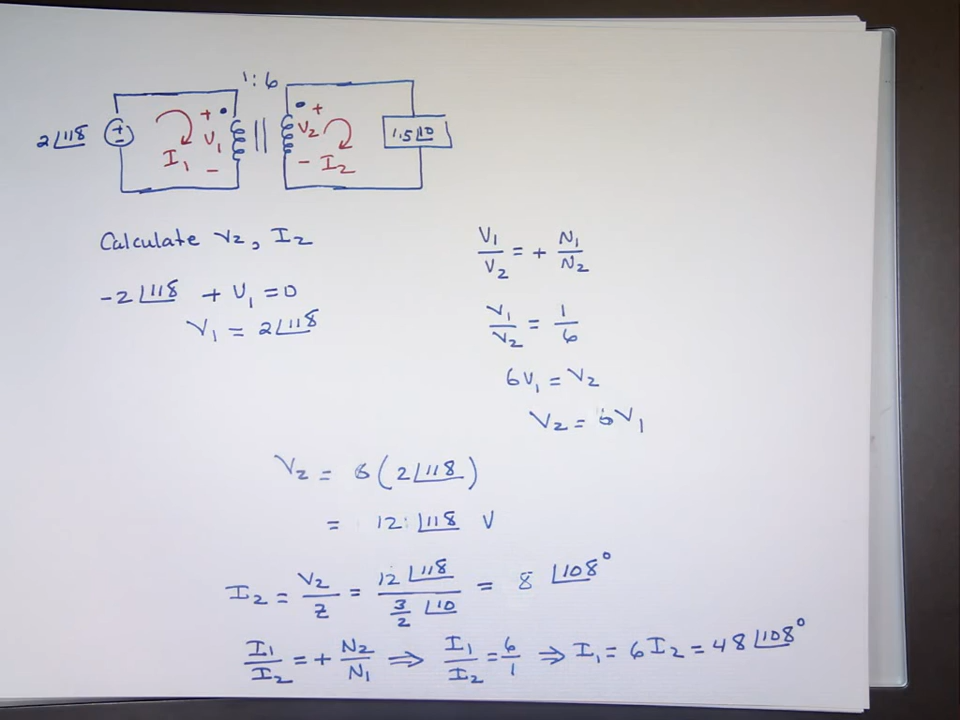 1:6
2∠118
+
-
I₁
+
V₁
-
+
V₂
-
I₂
1.5∠10
Calculate V₂, I₂
-2∠118 + V₁ = 0
V₁ = 2∠118
V₁/V₂ = + N₁/N₂
V₁/V₂ = 1/6
6V₁ = V₂
V₂ = 6V₁
V₂ = 6(2∠118)
= 12∠118 V
I₂ = V₂/Z = 12∠118 / (3/2 ∠10) = 8∠108°
I₁/I₂ = + N₂/N₁ ⇒ I₁/I₂ = 6/1 ⇒ I₁ = 6I₂ = 48∠108°